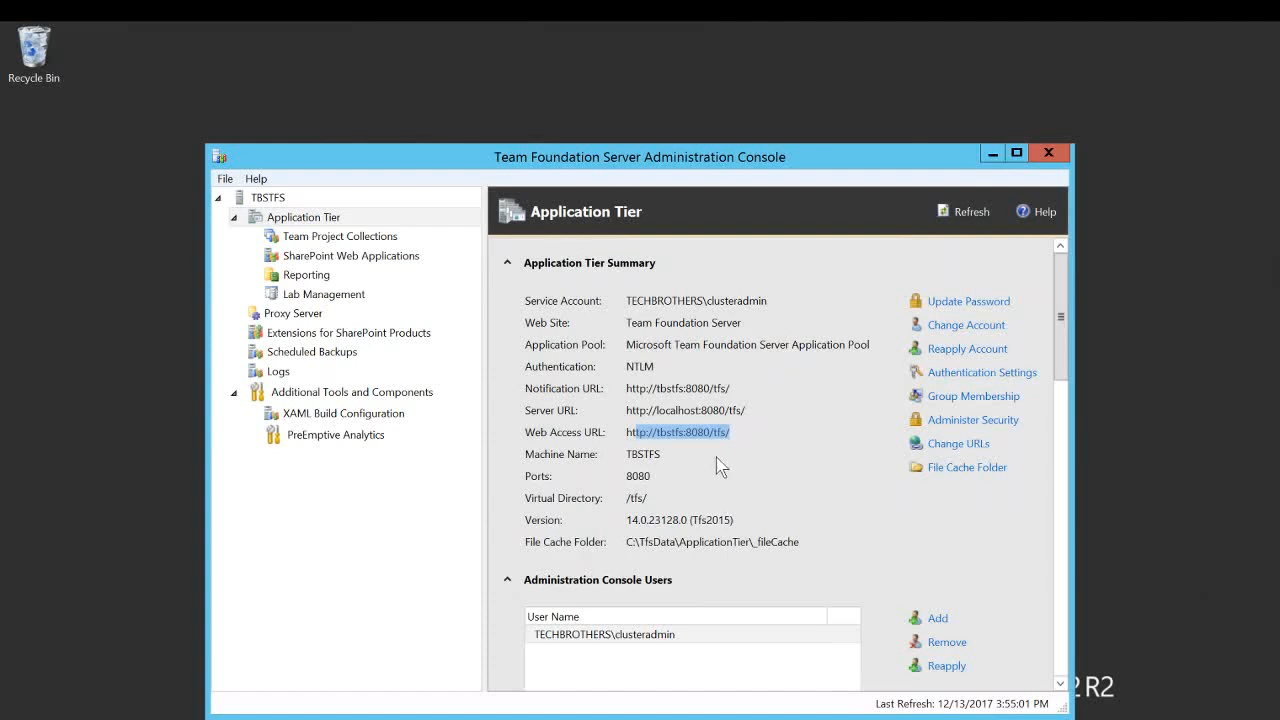 Recycle Bin
Team Foundation Server Administration Console
File Help
TBSTFS
Application Tier
Team Project Collections
SharePoint Web Applications
Reporting
Lab Management
Proxy Server
Extensions for SharePoint Products
Scheduled Backups
Logs
Additional Tools and Components
XAML Build Configuration
PreEmptive Analytics
Application Tier
Refresh Help
Application Tier Summary
Service Account: TECHBROTHERS\clusteradmin
Web Site: Team Foundation Server
Application Pool: Microsoft Team Foundation Server Application Pool
Authentication: NTLM
Notification URL: http://tbstfs:8080/tfs/
Server URL: http://localhost:8080/tfs/
Web Access URL: http://tbstfs:8080/tfs/
Machine Name: TBSTFS
Ports: 8080
Virtual Directory: /tfs/
Version: 14.0.23128.0 (Tfs2015)
File Cache Folder: C:\TfsData\ApplicationTier\_fileCache
Update Password
Change Account
Reapply Account
Authentication Settings
Group Membership
Administer Security
Change URLs
File Cache Folder
Administration Console Users
User Name
TECHBROTHERS\clusteradmin
Add
Remove
Reapply
Last Refresh: 12/13/2017 3:55:01 PM
2 R2